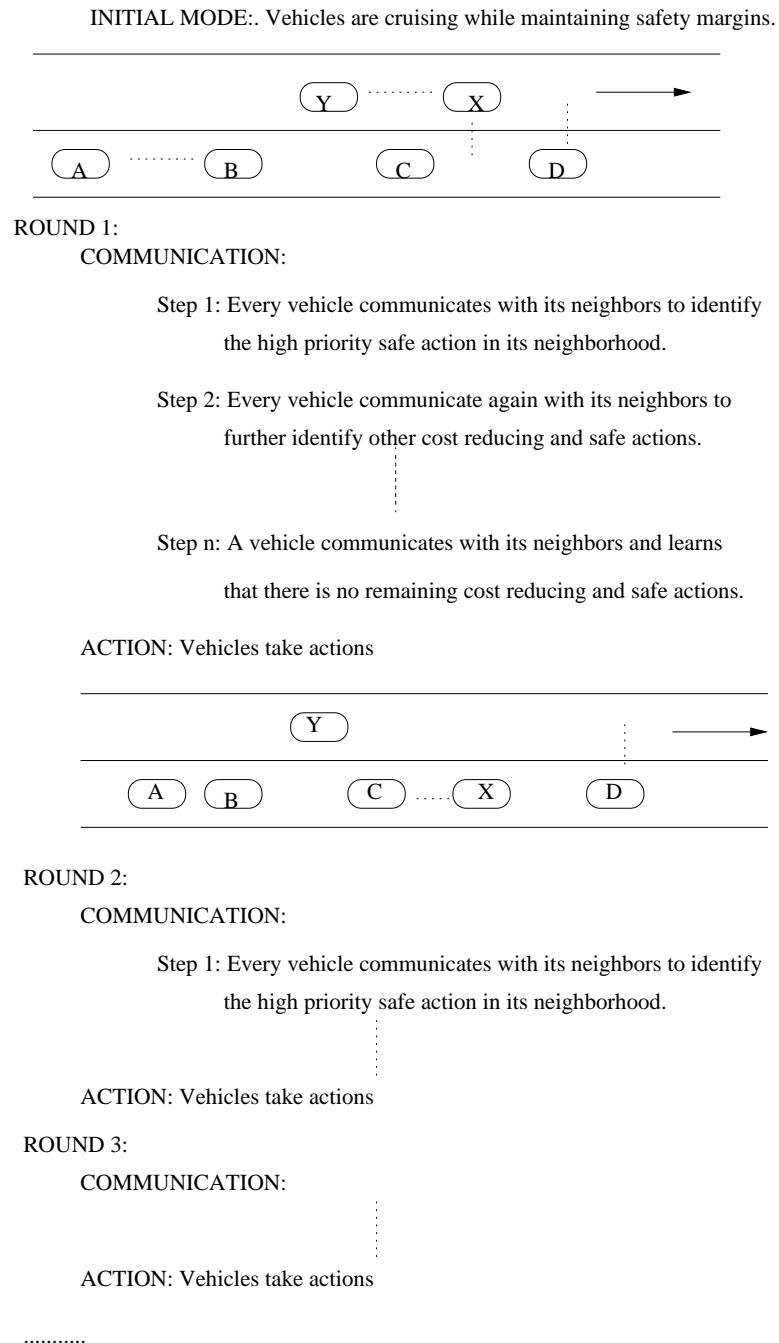 INITIAL MODE:. Vehicles are cruising while maintaining safety margins.
Y X
A B C D
ROUND 1:
COMMUNICATION:
Step 1: Every vehicle communicates with its neighbors to identify
the high priority safe action in its neighborhood.
Step 2: Every vehicle communicate again with its neighbors to
further identify other cost reducing and safe actions.
Step n: A vehicle communicates with its neighbors and learns
that there is no remaining cost reducing and safe actions.
ACTION: Vehicles take actions
Y
A B C X D
ROUND 2:
COMMUNICATION:
Step 1: Every vehicle communicates with its neighbors to identify
the high priority safe action in its neighborhood.
ACTION: Vehicles take actions
ROUND 3:
COMMUNICATION:
ACTION: Vehicles take actions
...........